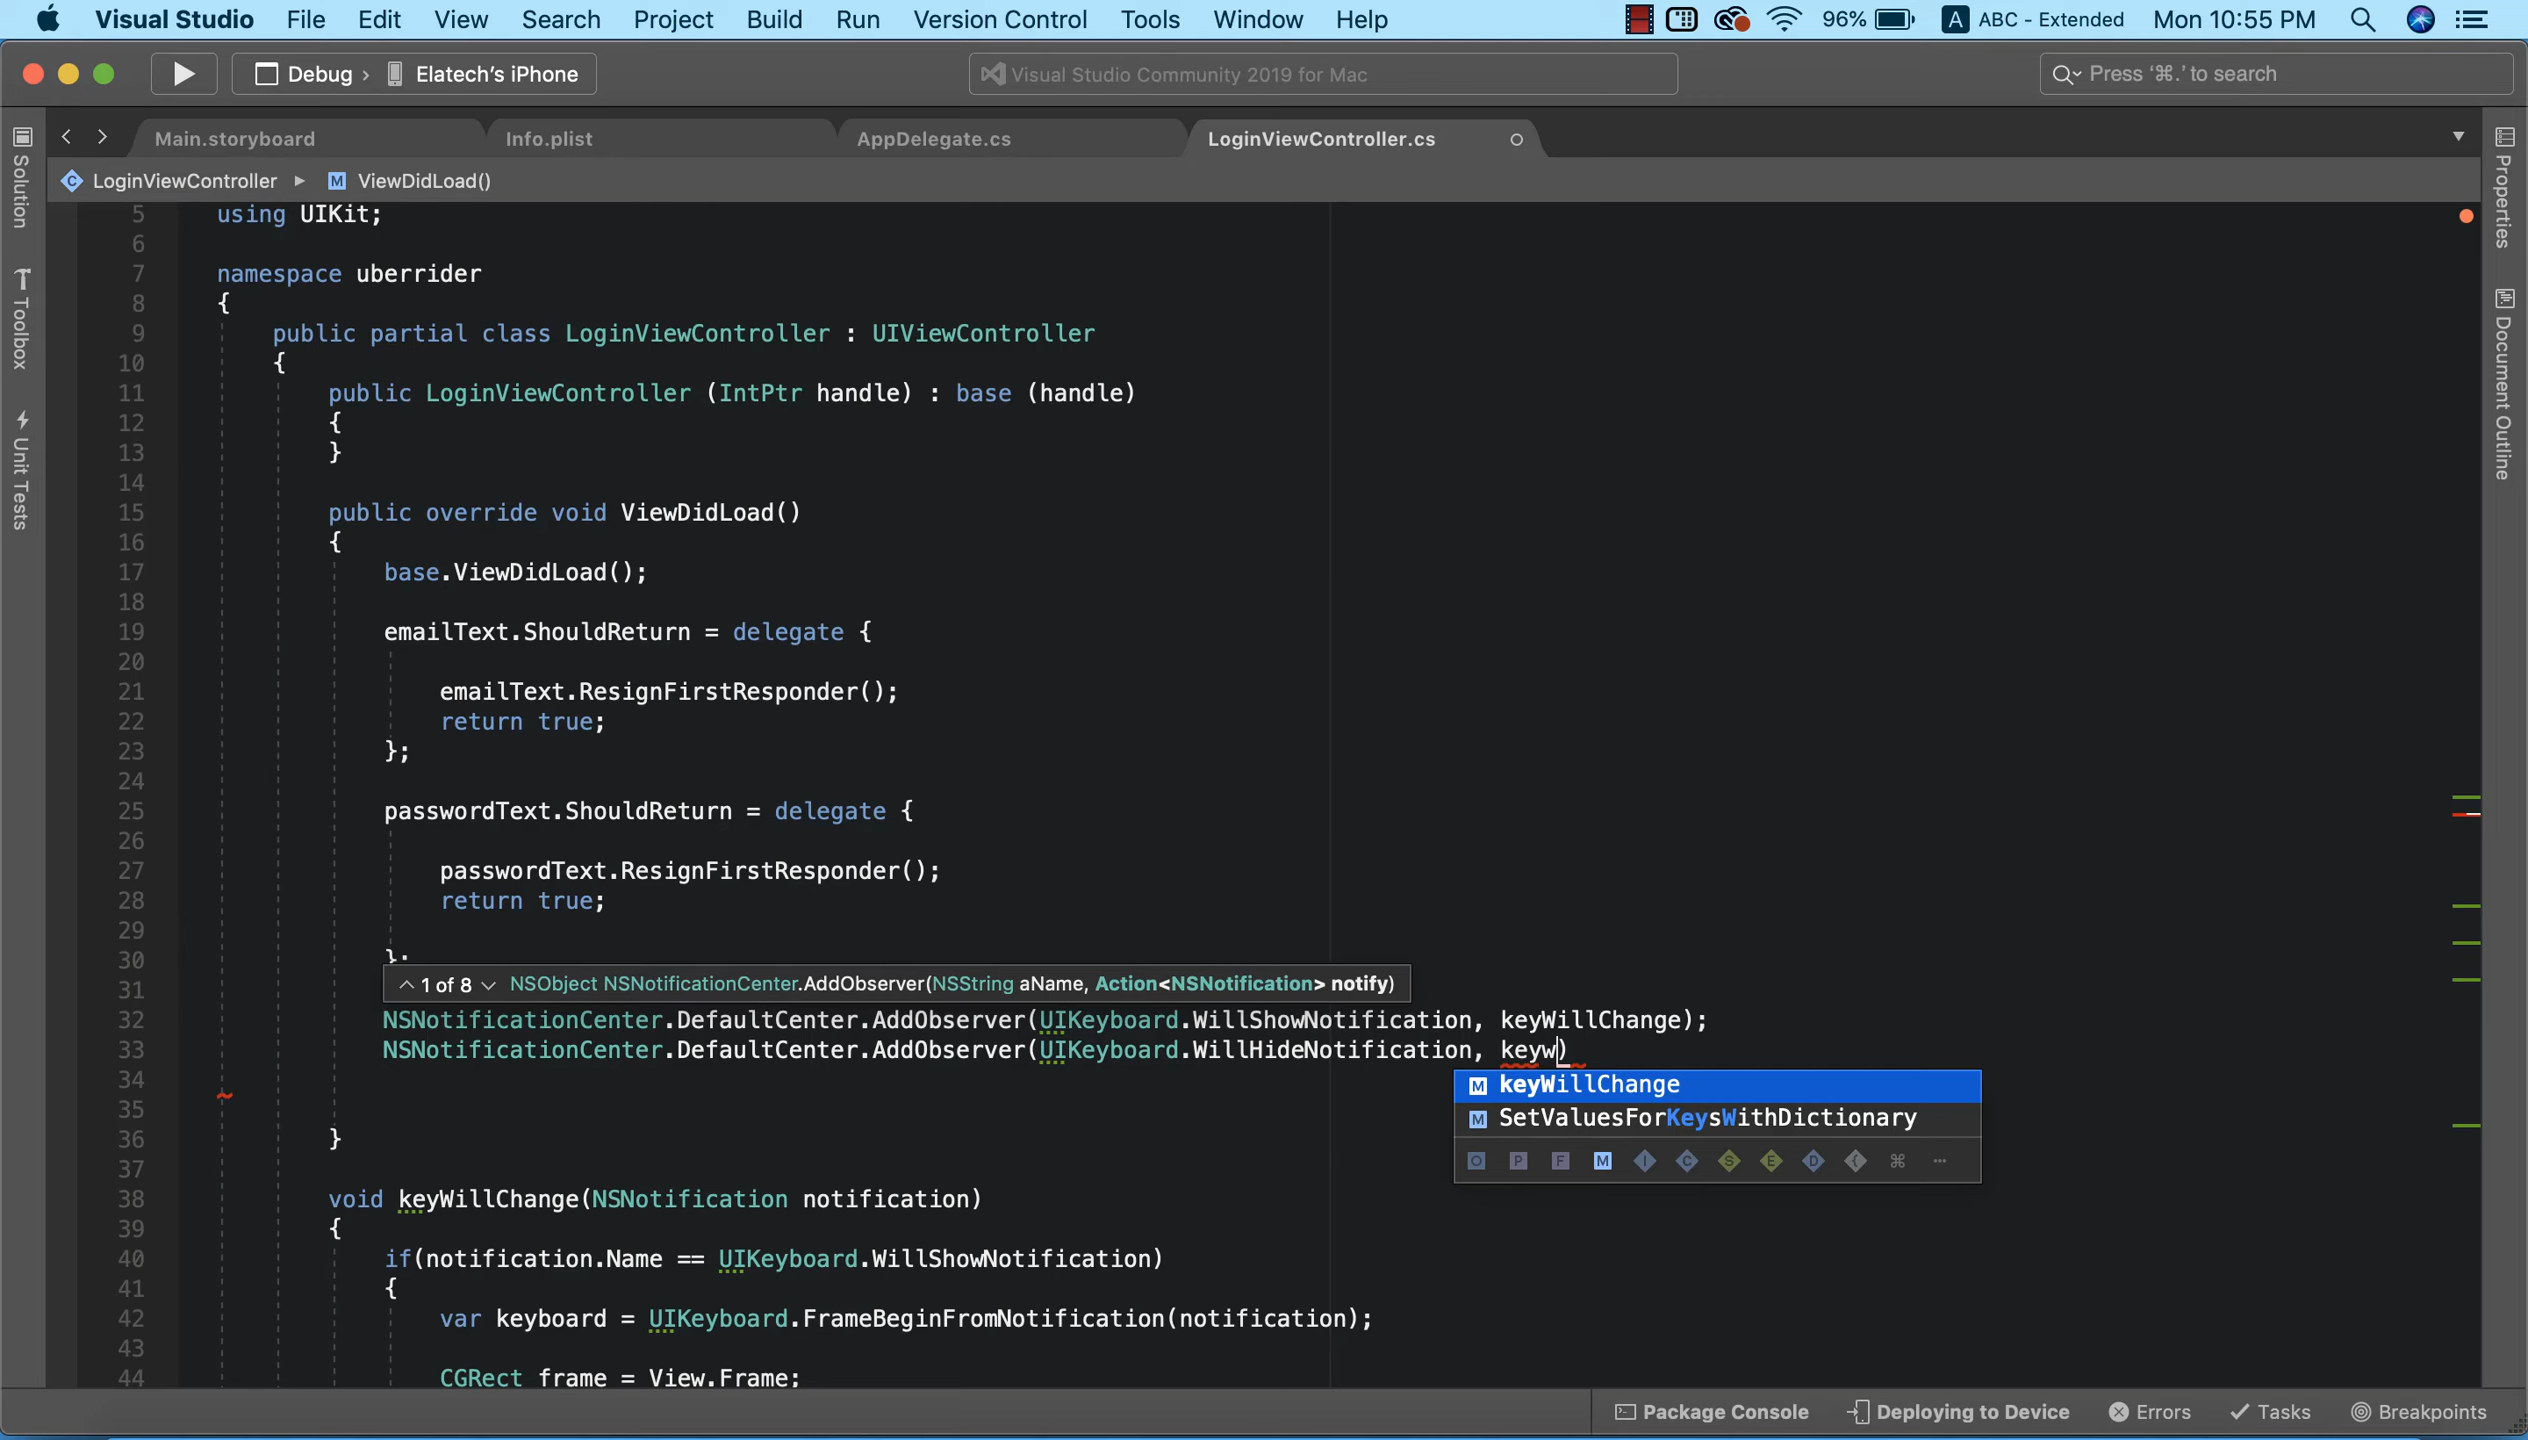 Visual Studio File Edit View Search Project Build Run Version Control Tools Window Help 96% A ABC - Extended Mon 10:55 PM
Debug › Elatech's iPhone Visual Studio Community 2019 for Mac Press '⌘.' to search
Main.storyboard Info.plist AppDelegate.cs LoginViewController.cs
C LoginViewController M ViewDidLoad()
Solution
Toolbox
Unit Tests
Properties
Document Outline
5 using UIKit;
6
7 namespace uberrider
8 {
9 public partial class LoginViewController : UIViewController
10 {
11 public LoginViewController (IntPtr handle) : base (handle)
12 {
13 }
14
15 public override void ViewDidLoad()
16 {
17 base.ViewDidLoad();
18
19 emailText.ShouldReturn = delegate {
20
21 emailText.ResignFirstResponder();
22 return true;
23 };
24
25 passwordText.ShouldReturn = delegate {
26
27 passwordText.ResignFirstResponder();
28 return true;
29
30 };
31 1 of 8 NSObject NSNotificationCenter.AddObserver(NSString aName, Action<NSNotification> notify)
32 NSNotificationCenter.DefaultCenter.AddObserver(UIKeyboard.WillShowNotification, keyWillChange);
33 NSNotificationCenter.DefaultCenter.AddObserver(UIKeyboard.WillHideNotification, keyw)
keyWillChange
M SetValuesForKeysWithDictionary
O P F M I C S E D { ⌘ ...
34
35
36 }
37
38 void keyWillChange(NSNotification notification)
39 {
40 if(notification.Name == UIKeyboard.WillShowNotification)
41 {
42 var keyboard = UIKeyboard.FrameBeginFromNotification(notification);
43
44 CGRect frame = View.Frame;
Package Console Deploying to Device Errors Tasks Breakpoints